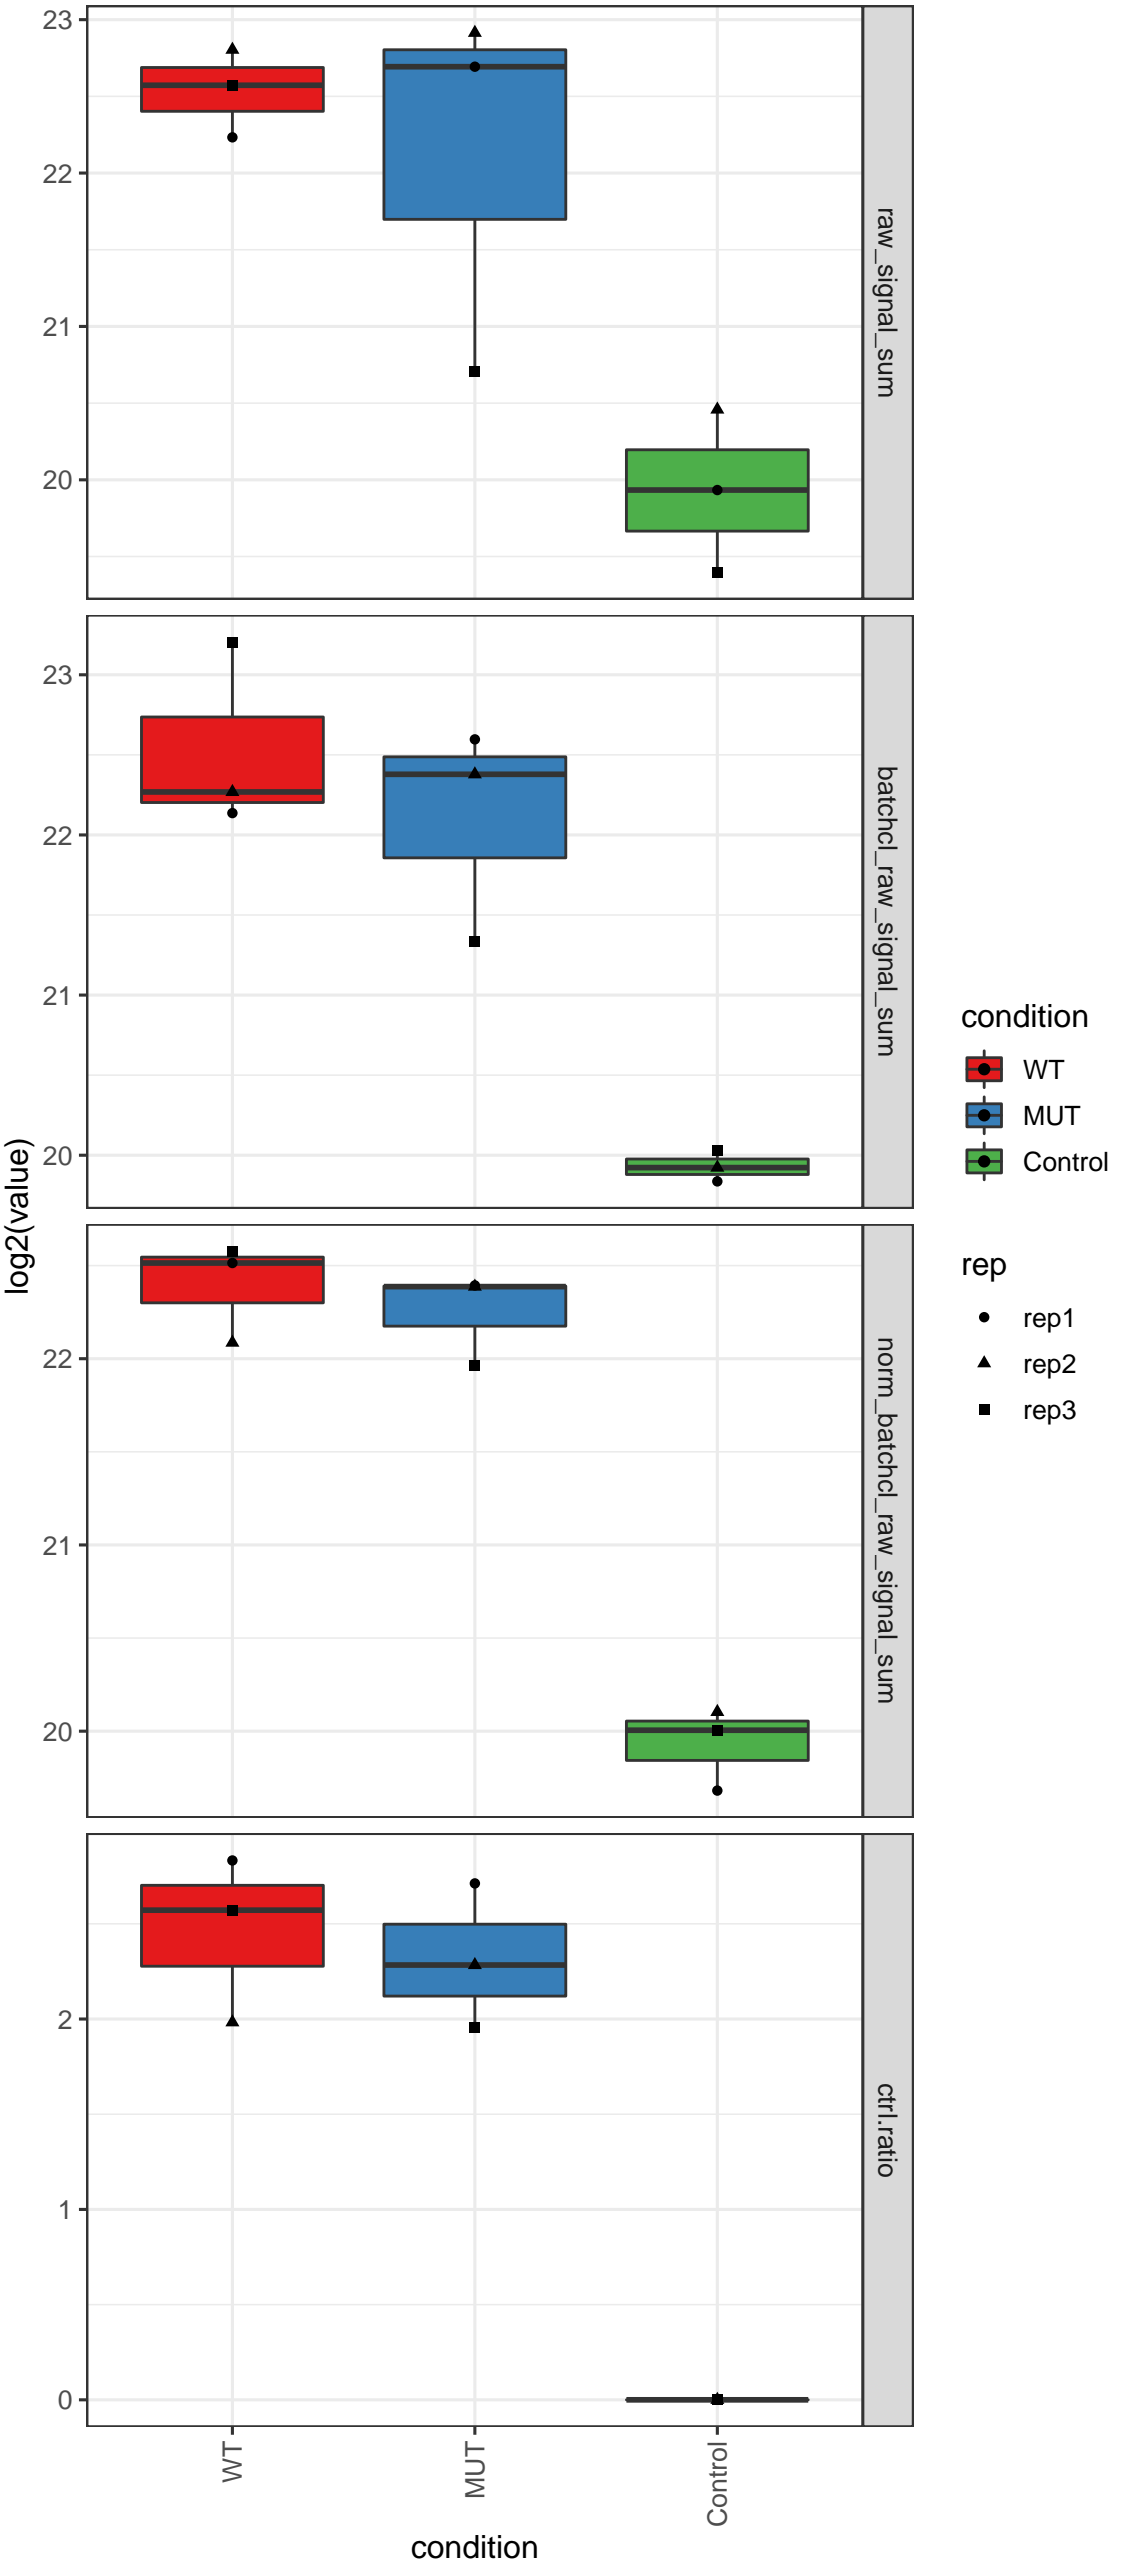 log2(value)
23
22
21
20
raw_signal_sum
23
22
21
20
batchcl_raw_signal_sum
22
21
20
norm_batchcl_raw_signal_sum
2
1
0
ctrl.ratio
WT
MUT
Control
condition
condition
WT
MUT
Control
rep
rep1
rep2
rep3